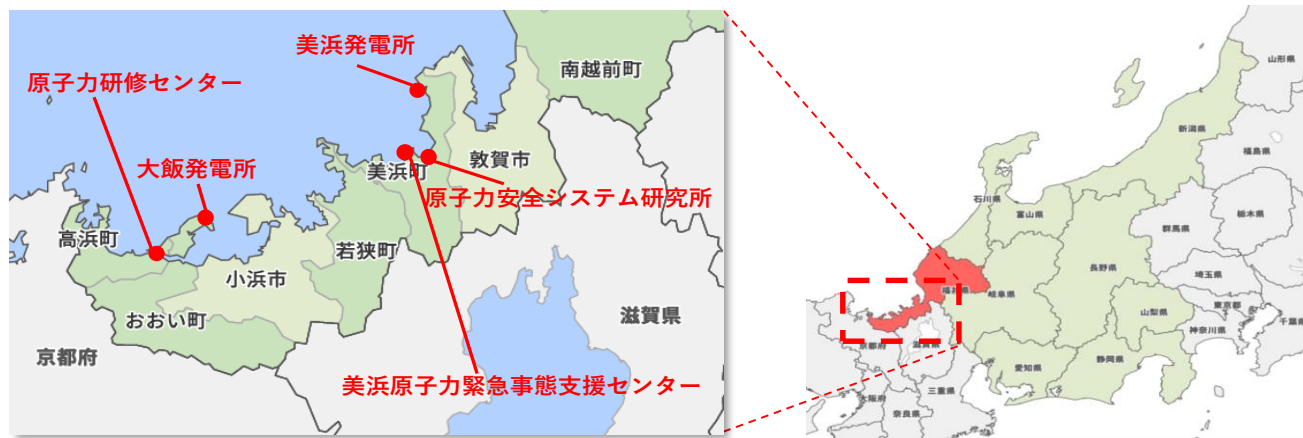 美浜発電所
南越前町
原子力研修センター
敦賀市
大飯発電所
美浜町
原子力安全システム研究所
高浜町
若狭町
小浜市
おおい町
滋賀県
京都府
美浜原子力緊急事態支援センター
山形県
新潟県
福島県
石川県
富山県
栃木県
群馬県
長野県
埼玉県
福井県
岐阜県
山梨県
東京都
千葉県
神奈川県
京都府
滋賀県
静岡県
愛知県
三重県
大阪府
奈良県